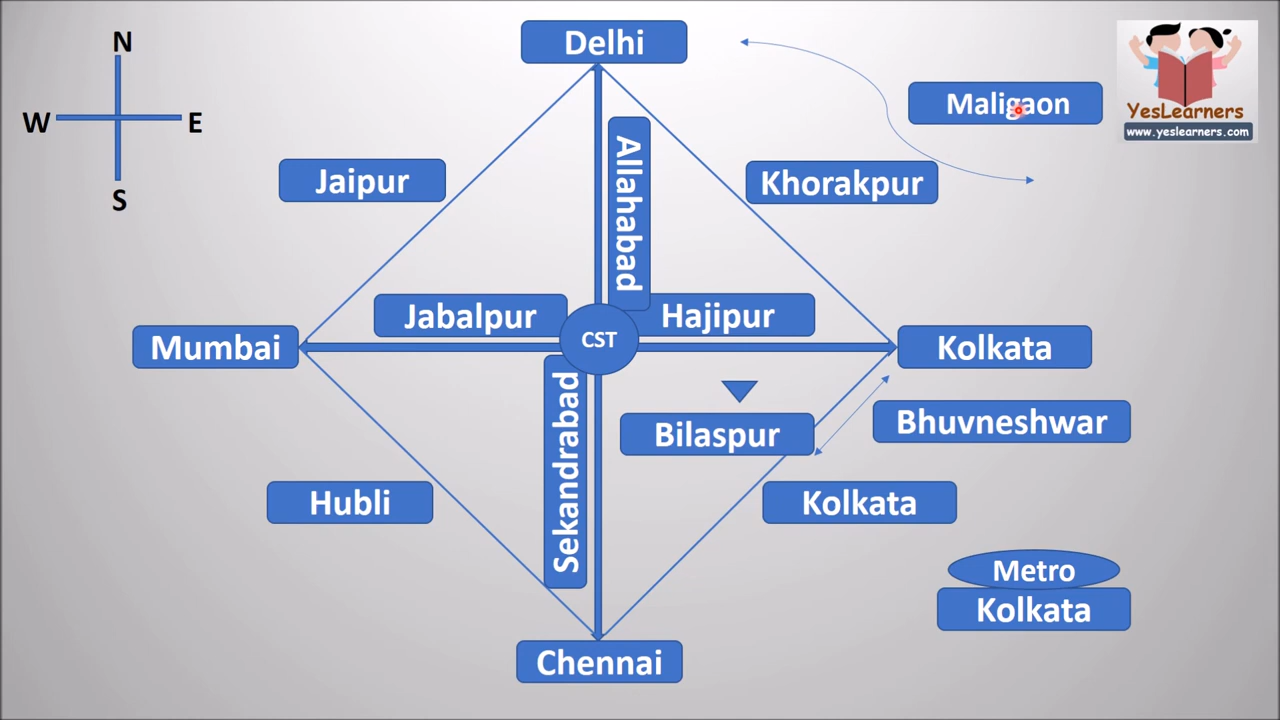 Delhi
N
W
E
S
Maligaon
YesLearners
www.yeslearners.com
Jaipur
Allahabad
Khorakpur
Jabalpur
Hajipur
CST
Mumbai
Kolkata
Sekandrabad
Bilaspur
Bhuvneshwar
Hubli
Kolkata
Metro
Kolkata
Chennai